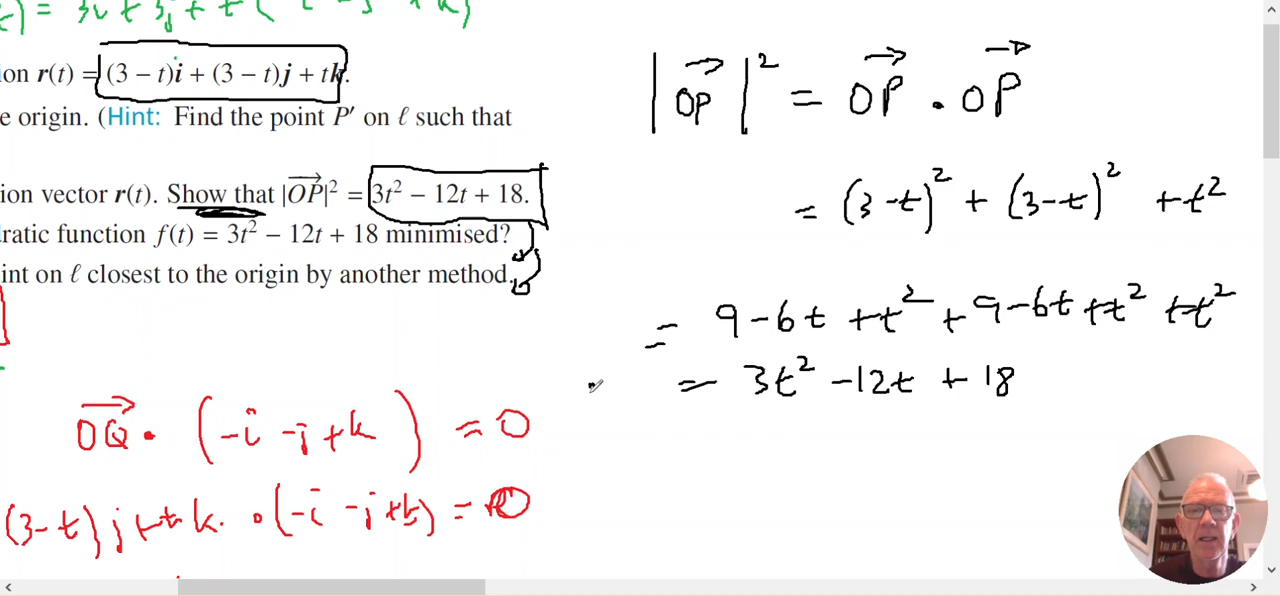 t) = 3i + 3j + t(
ion r(t) = (3 − t)i + (3 − t)j + tk.
e origin. (Hint: Find the point P′ on ℓ such that
ion vector r(t). Show that |OP|² = 3t² − 12t + 18.
ratic function f(t) = 3t² − 12t + 18 minimised?
int on ℓ closest to the origin by another method.
OQ • (-i -j +k) = 0
(3-t)j + t k. • (-i -j +k) = 0
|OP|² = OP . OP
= (3-t)² + (3-t)² + t²
= 9 - 6t + t² + 9 - 6t + t² + t²
= 3t² - 12t + 18